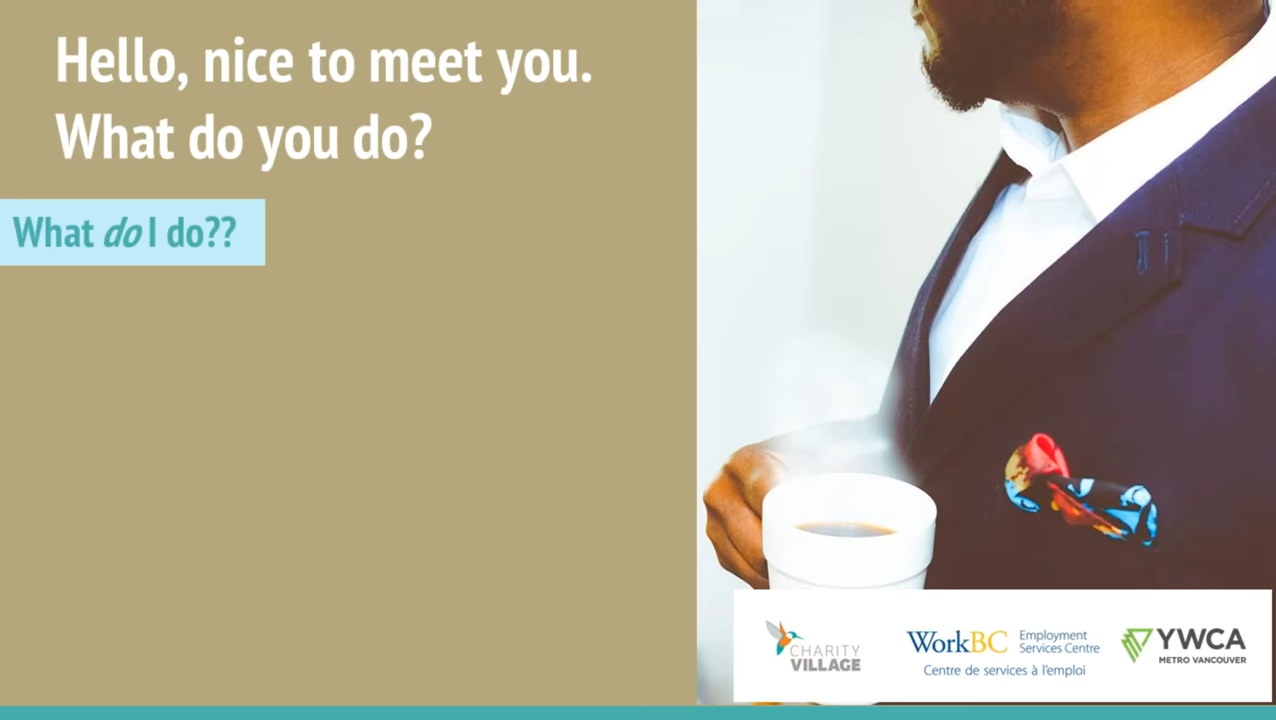 Hello, nice to meet you.
What do you do?
What do I do??
CHARITY
VILLAGE
WorkBC Employment
Services Centre
Centre de services à l'emploi
YWCA
METRO VANCOUVER